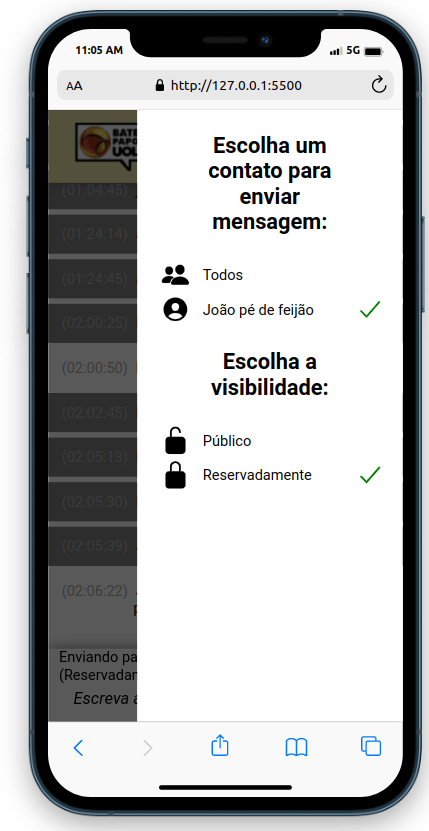 11:05 AM
5G
AA
http://127.0.0.1:5500
BATE
PAPO
UOL
Escolha um
contato para
enviar
mensagem:
(01:04:45)
(01:24:14)
Todos
(01:24:45)
João pé de feijão
(02:00:25)
Escolha a
visibilidade:
(02:00:50)
(02:02:45)
Público
(02:05:13)
Reservadamente
(02:05:30)
(02:05:39)
(02:06:22)
Enviando pa
(Reservadan
Escreva a